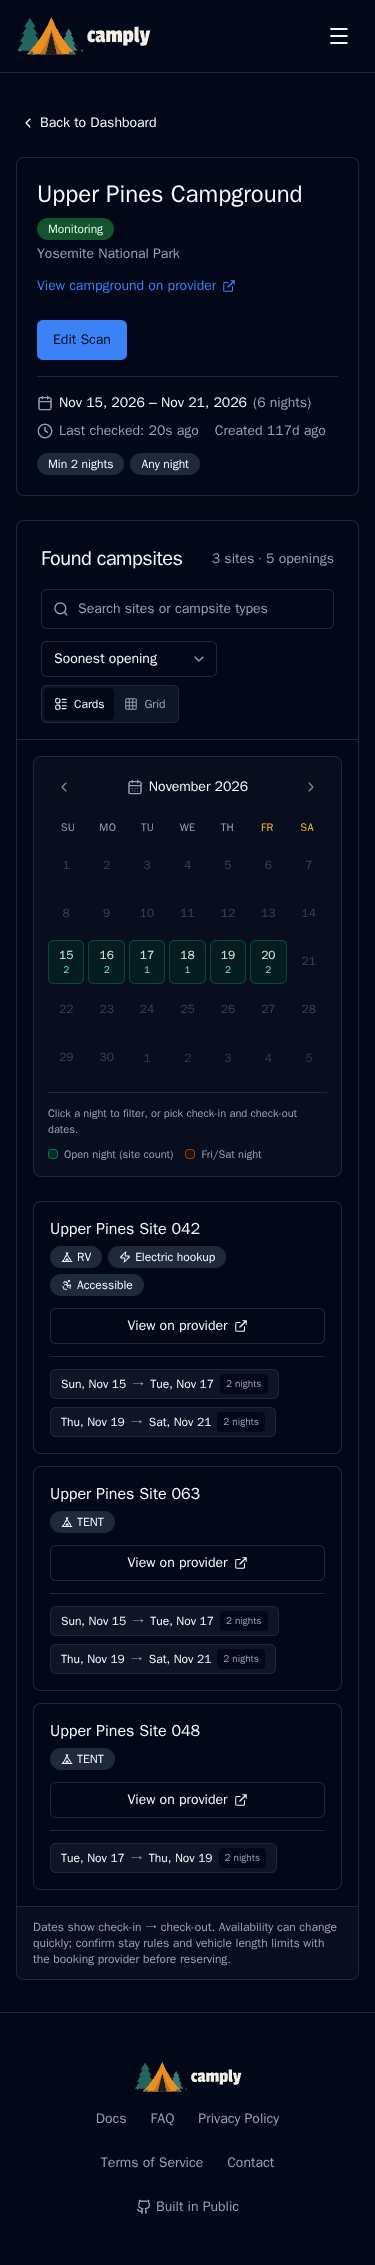 camply
Back to Dashboard
Upper Pines Campground
Monitoring
Yosemite National Park
View campground on provider
Edit Scan
Nov 15, 2026 – Nov 21, 2026 (6 nights)
Last checked: 20s ago Created 117d ago
Min 2 nights Any night
Found campsites 3 sites · 5 openings
Search sites or campsite types
Soonest opening
Cards Grid
November 2026
SU MO TU WE TH FR SA
1 2 3 4 5 6 7
8 9 10 11 12 13 14
15 16 17 18 19 20 21
2 2 1 1 2 2
22 23 24 25 26 27 28
29 30 1 2 3 4 5
Click a night to filter, or pick check-in and check-out
dates.
Open night (site count) Fri/Sat night
Upper Pines Site 042
RV Electric hookup
Accessible
View on provider
Sun, Nov 15 → Tue, Nov 17 2 nights
Thu, Nov 19 → Sat, Nov 21 2 nights
Upper Pines Site 063
TENT
View on provider
Sun, Nov 15 → Tue, Nov 17 2 nights
Thu, Nov 19 → Sat, Nov 21 2 nights
Upper Pines Site 048
TENT
View on provider
Tue, Nov 17 → Thu, Nov 19 2 nights
Dates show check-in → check-out. Availability can change
quickly; confirm stay rules and vehicle length limits with
the booking provider before reserving.
camply
Docs FAQ Privacy Policy
Terms of Service Contact
Built in Public